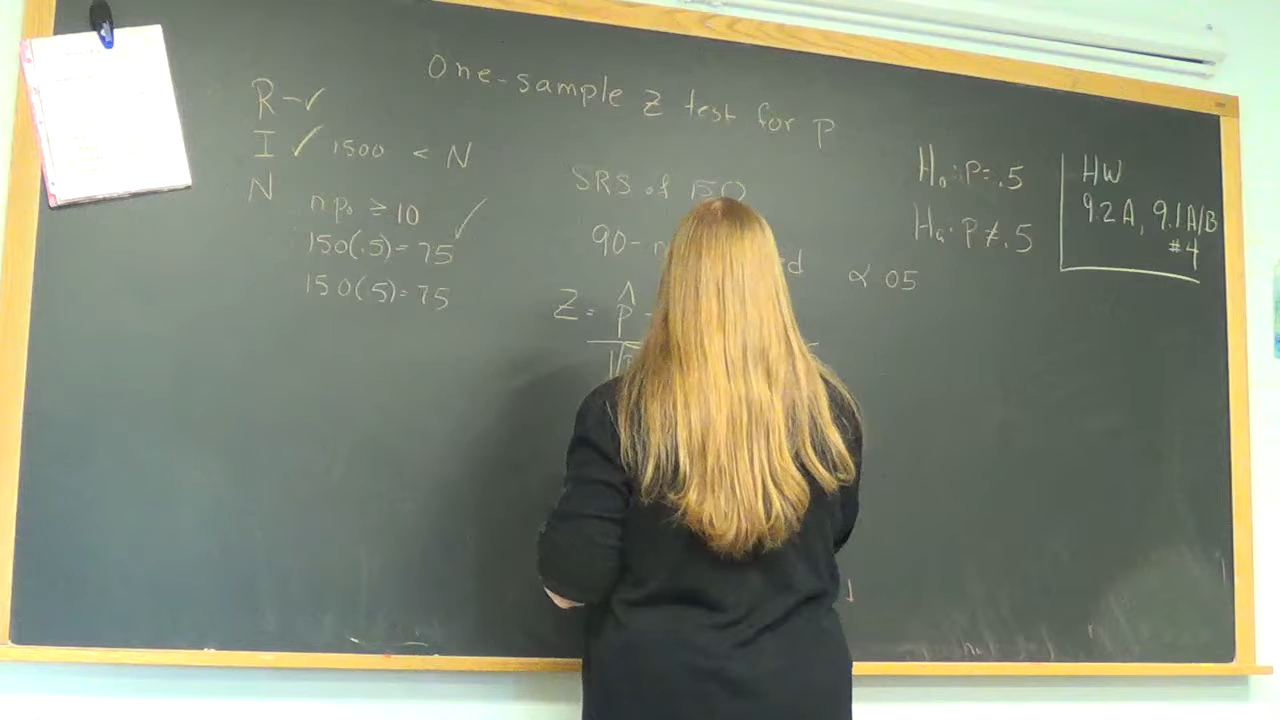 One-sample Z test for P
R-✓
I ✓ 1500 < N
N
np₀ ≥ 10
150(.5)=75 ✓
150(.5)=75
SRS of 150
90-
α 05
Z = p̂ -
H₀: P=.5
Hₐ: P≠.5
HW
9.2A, 9.1A/B
#4